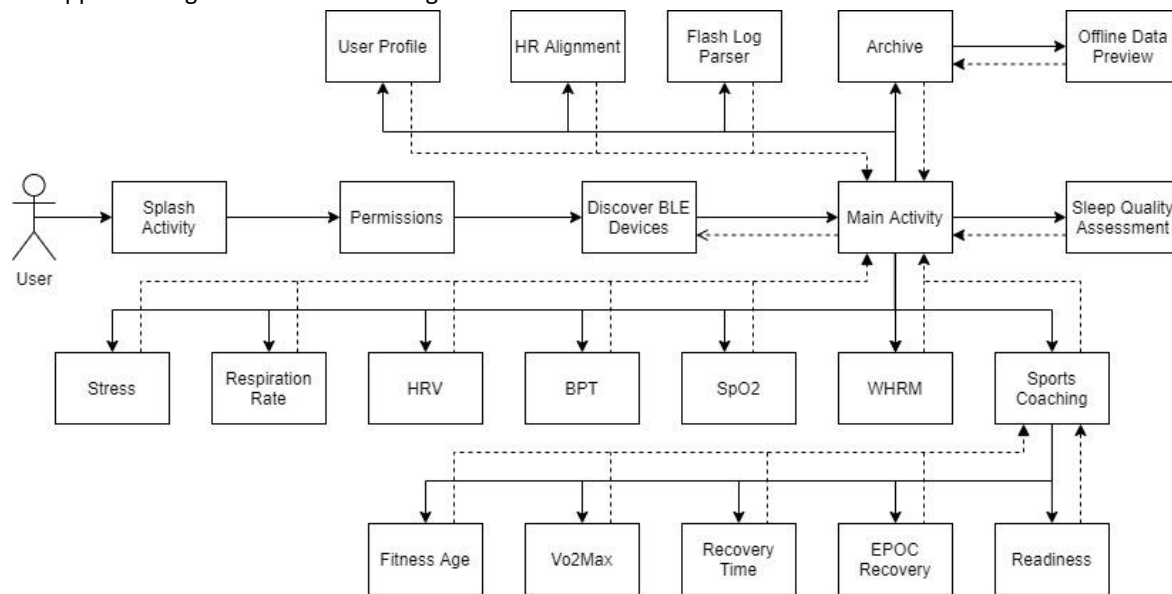 User Profile
HR Alignment
Flash Log
Parser
Archive
Offline Data
Preview
User
Splash
Activity
Permissions
Discover BLE
Devices
Main Activity
Sleep Quality
Assessment
Stress
Respiration
Rate
HRV
BPT
SpO2
WHRM
Sports
Coaching
Fitness Age
Vo2Max
Recovery
Time
EPOC
Recovery
Readiness